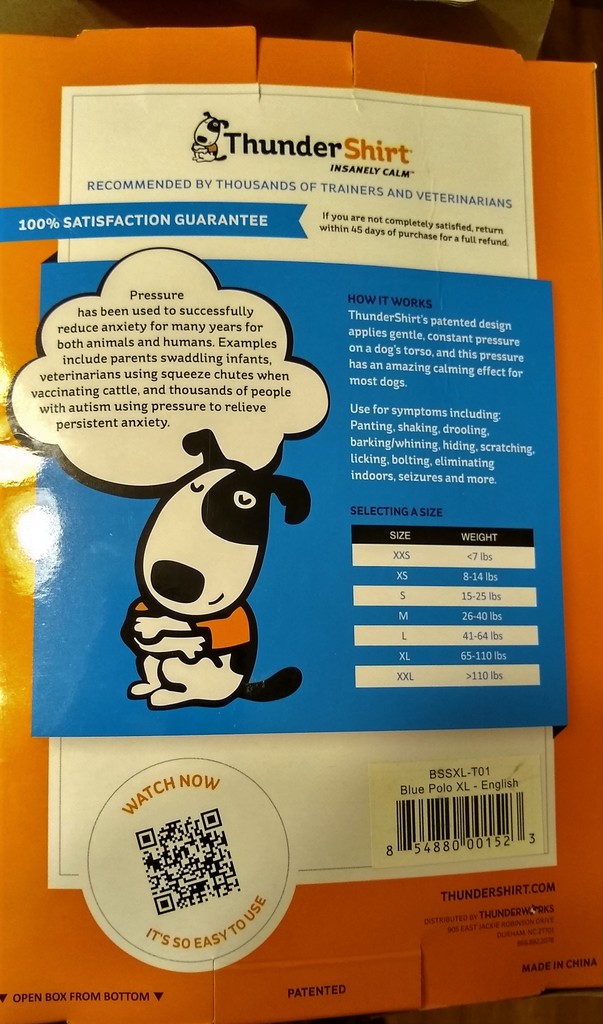 ThunderShirt™
INSANELY CALM™
RECOMMENDED BY THOUSANDS OF TRAINERS AND VETERINARIANS
100% SATISFACTION GUARANTEE
If you are not completely satisfied, return
within 45 days of purchase for a full refund.
Pressure
has been used to successfully
reduce anxiety for many years for
both animals and humans. Examples
include parents swaddling infants,
veterinarians using squeeze chutes when
vaccinating cattle, and thousands of people
with autism using pressure to relieve
persistent anxiety.
HOW IT WORKS
ThunderShirt's patented design
applies gentle, constant pressure
on a dog's torso, and this pressure
has an amazing calming effect for
most dogs.
Use for symptoms including:
Panting, shaking, drooling,
barking/whining, hiding, scratching,
licking, bolting, eliminating
indoors, seizures and more.
SELECTING A SIZE
SIZE WEIGHT
XXS <7 lbs
XS 8-14 lbs
S 15-25 lbs
M 26-40 lbs
L 41-64 lbs
XL 65-110 lbs
XXL >110 lbs
WATCH NOW
IT'S SO EASY TO USE
BSSXL-T01
Blue Polo XL - English
8 54880 00152 3
THUNDERSHIRT.COM
DISTRIBUTED BY THUNDERWORKS
905 EAST JACKIE ROBINSON DRIVE
DURHAM, NC 27701
MADE IN CHINA
▼ OPEN BOX FROM BOTTOM ▼
PATENTED